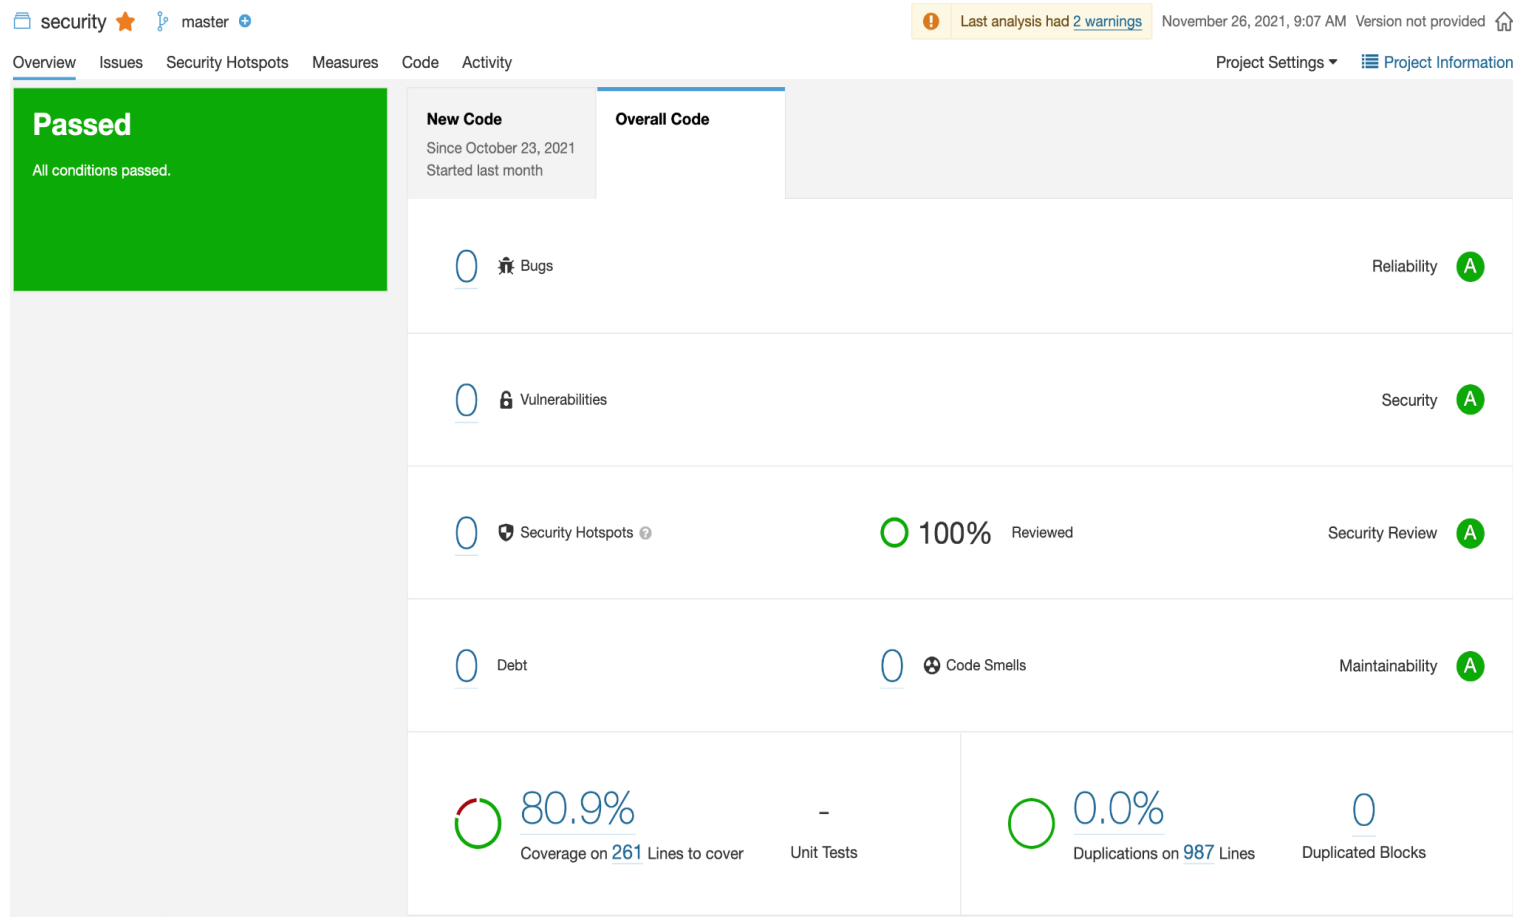 security master Last analysis had 2 warnings November 26, 2021, 9:07 AM Version not provided
Overview Issues Security Hotspots Measures Code Activity Project Settings Project Information
Passed
All conditions passed.
New Code
Since October 23, 2021
Started last month
Overall Code
0 Bugs Reliability A
0 Vulnerabilities Security A
0 Security Hotspots ? 100% Reviewed Security Review A
0 Debt 0 Code Smells Maintainability A
80.9%
Coverage on 261 Lines to cover
–
Unit Tests
0.0%
Duplications on 987 Lines
0
Duplicated Blocks